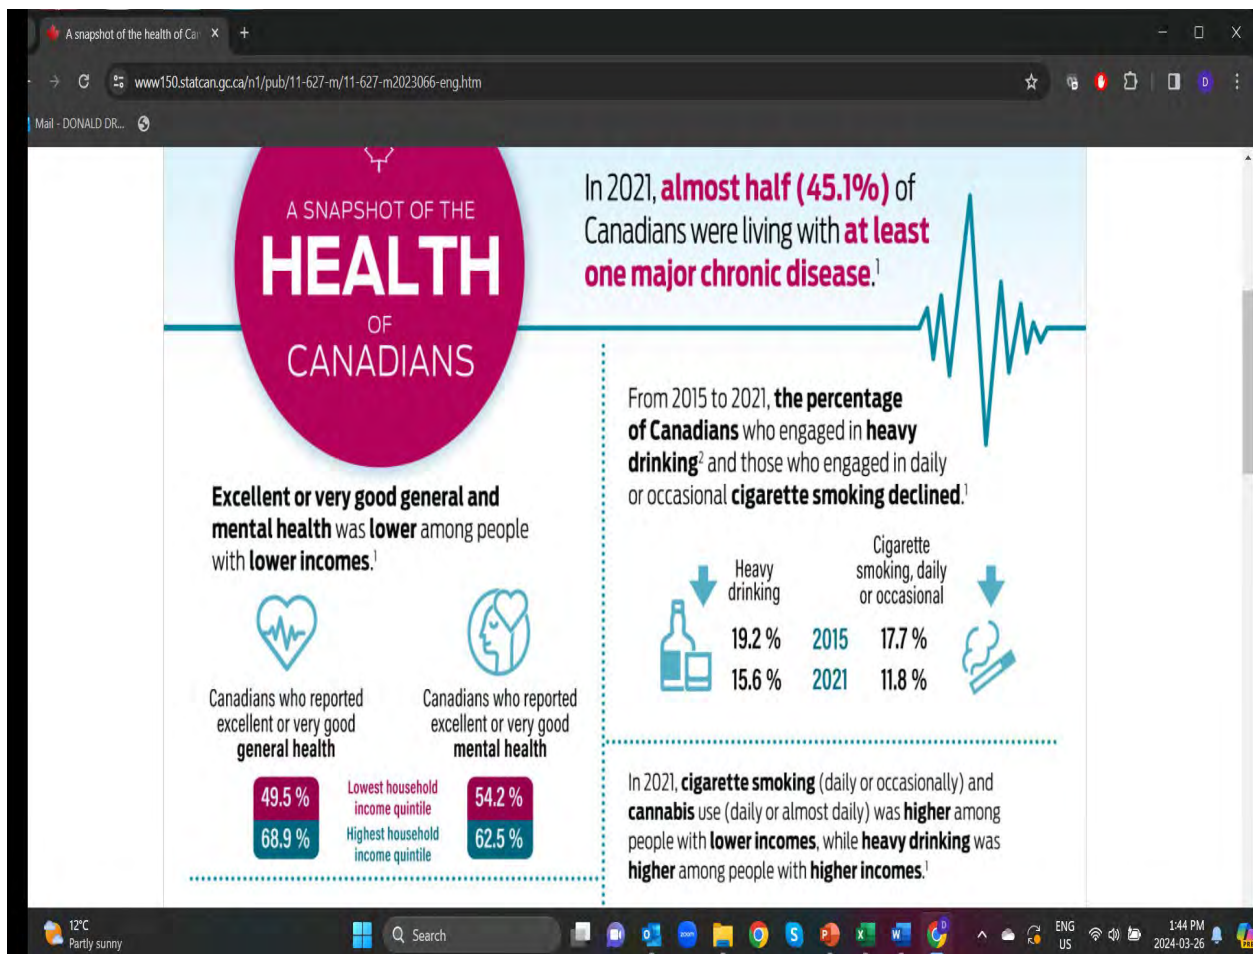 A snapshot of the health of Can
www150.statcan.gc.ca/n1/pub/11-627-m/11-627-m2023066-eng.htm
D
Mail - DONALD DR...
A SNAPSHOT OF THE
HEALTH
OF
CANADIANS
In 2021, almost half (45.1%) of
Canadians were living with at least
one major chronic disease.1
Excellent or very good general and
mental health was lower among people
with lower incomes.1
Canadians who reported
excellent or very good
general health
Canadians who reported
excellent or very good
mental health
49.5 %
Lowest household
income quintile
54.2 %
68.9 %
Highest household
income quintile
62.5 %
From 2015 to 2021, the percentage
of Canadians who engaged in heavy
drinking2 and those who engaged in daily
or occasional cigarette smoking declined.1
Heavy
drinking
Cigarette
smoking, daily
or occasional
19.2 % 2015 17.7 %
15.6 % 2021 11.8 %
In 2021, cigarette smoking (daily or occasionally) and
cannabis use (daily or almost daily) was higher among
people with lower incomes, while heavy drinking was
higher among people with higher incomes.1
12°C
Partly sunny
Search
zoom
ENG
US
1:44 PM
2024-03-26
PRE